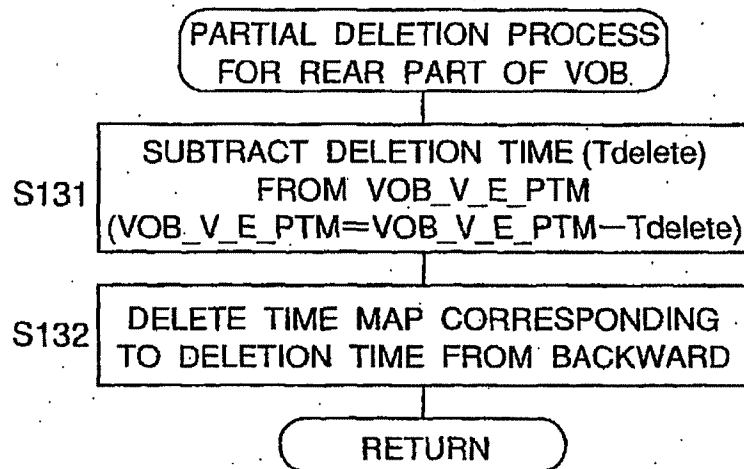 PARTIAL DELETION PROCESS
FOR REAR PART OF VOB
S131
SUBTRACT DELETION TIME (Tdelete)
FROM VOB_V_E_PTM
(VOB_V_E_PTM=VOB_V_E_PTM−Tdelete)
S132
DELETE TIME MAP CORRESPONDING
TO DELETION TIME FROM BACKWARD
RETURN